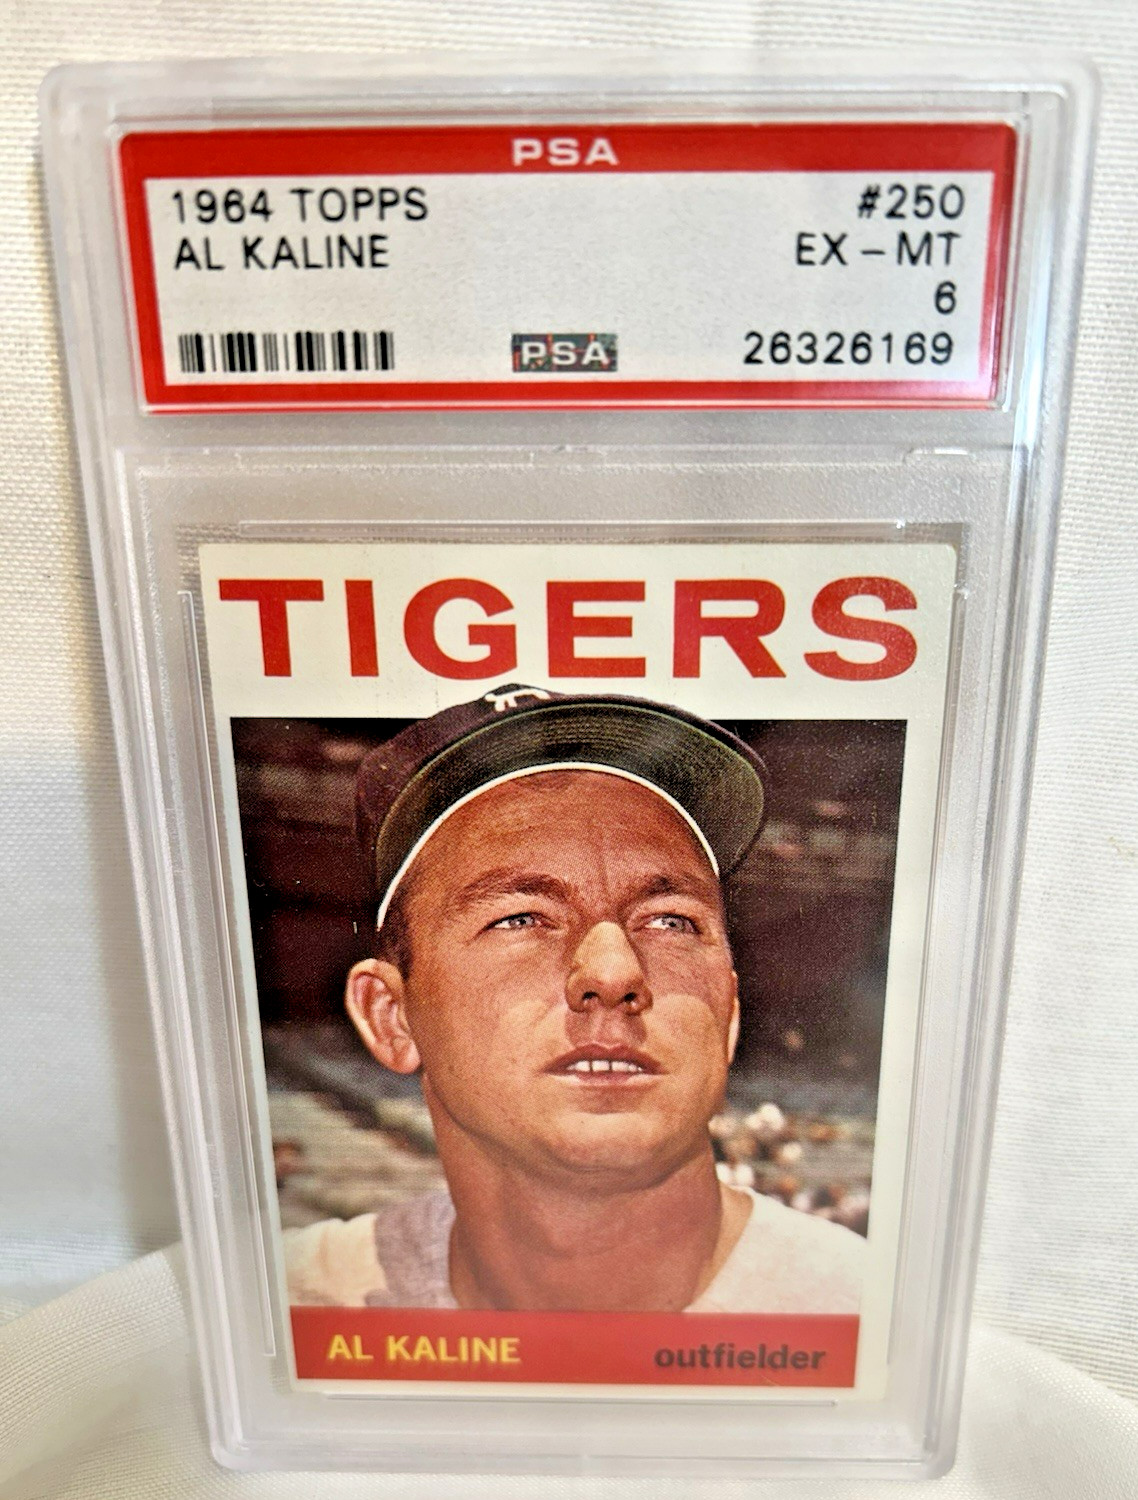 PSA
1964 TOPPS #250
AL KALINE EX - MT
6
PSA 26326169
TIGERS
AL KALINE outfielder